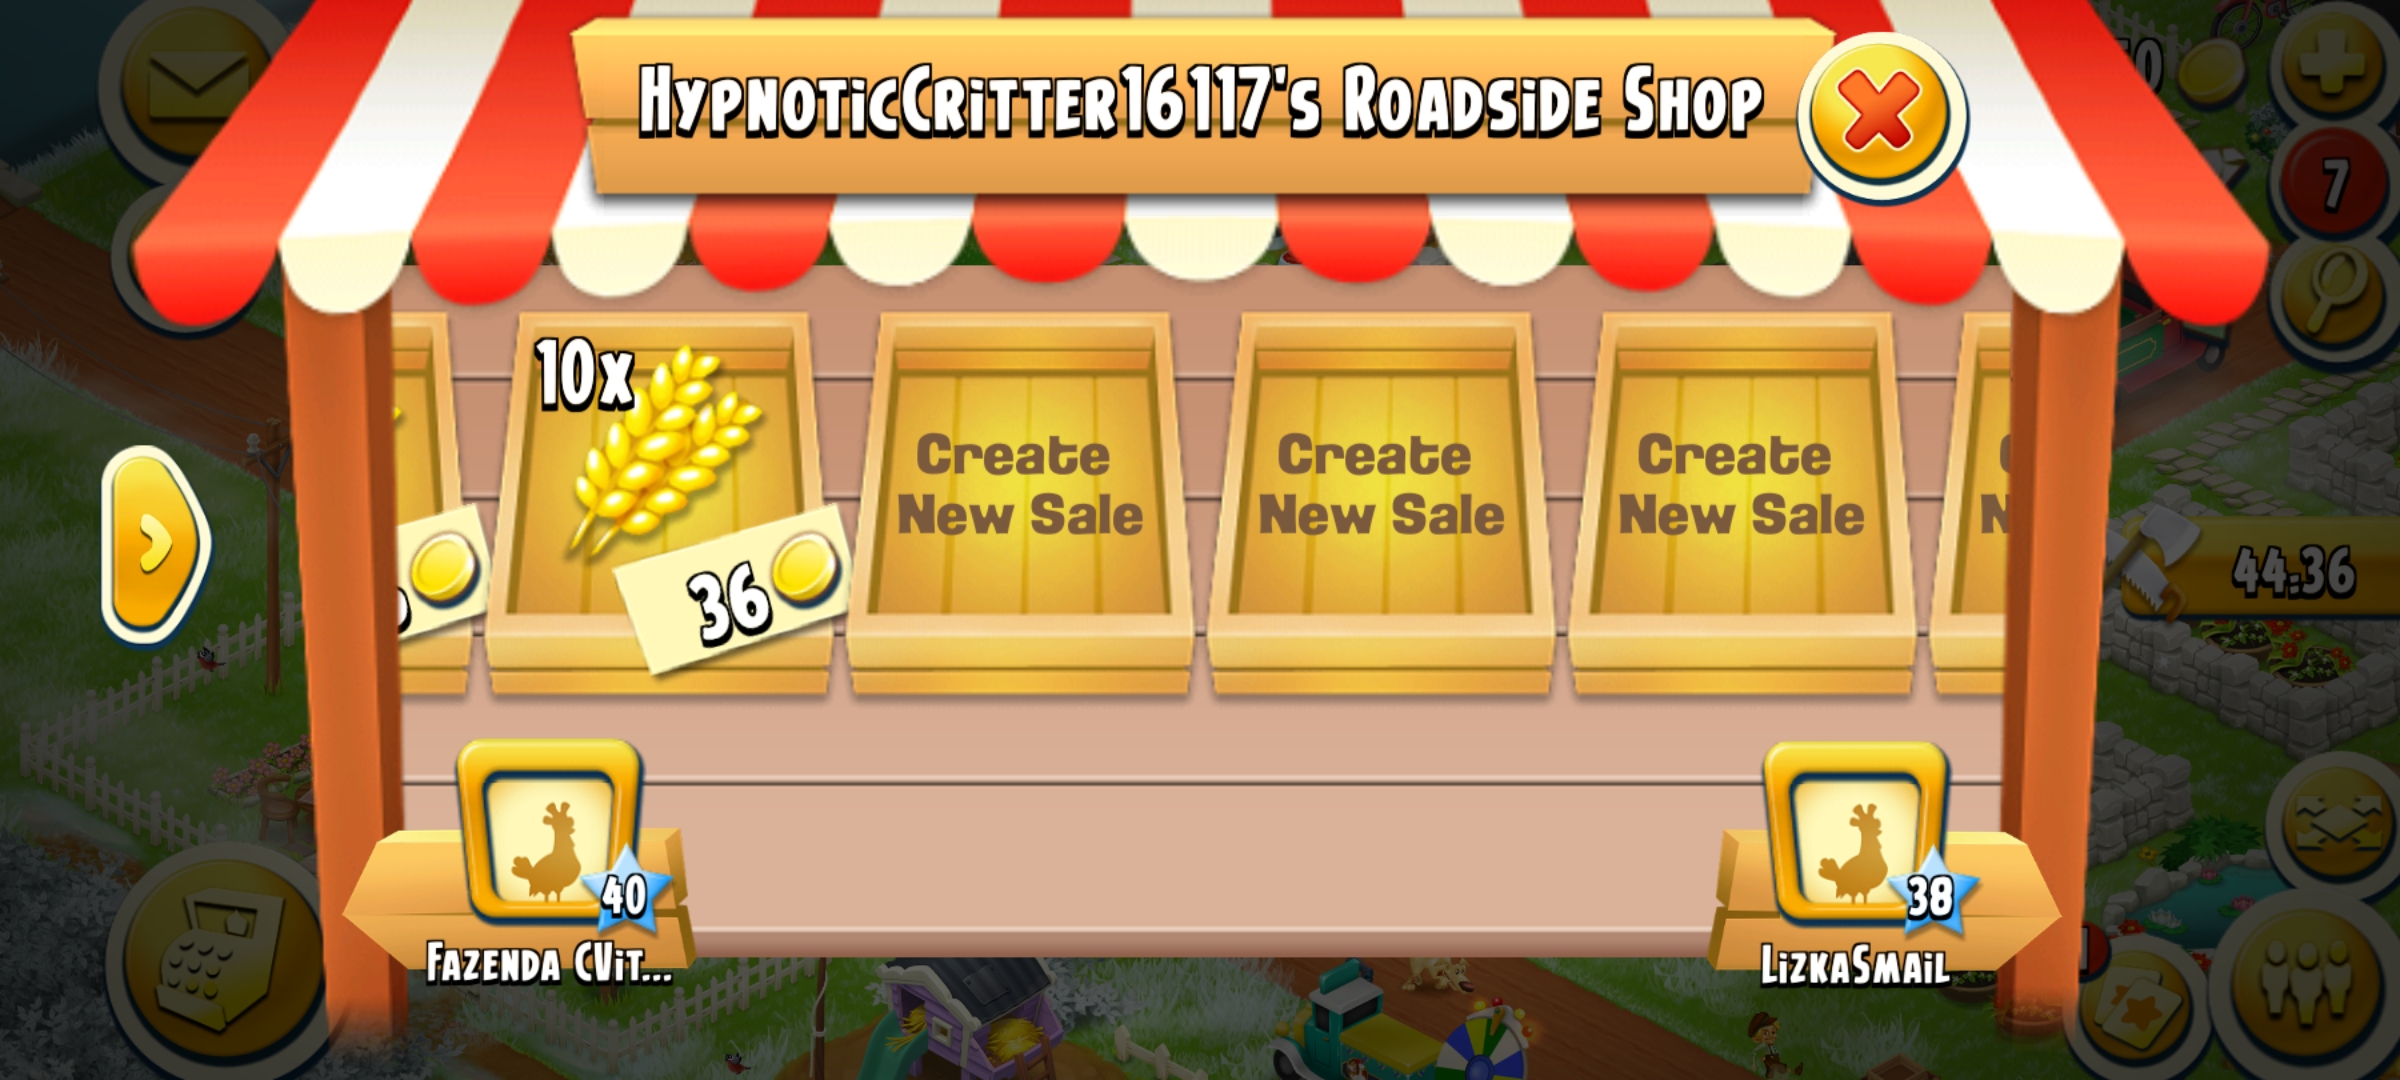 HypnoticCritter16117's Roadside Shop
7
10x
Create
New Sale
Create
New Sale
Create
New Sale
36
44:36
40
Fazenda CVit...
38
LizkaSmail